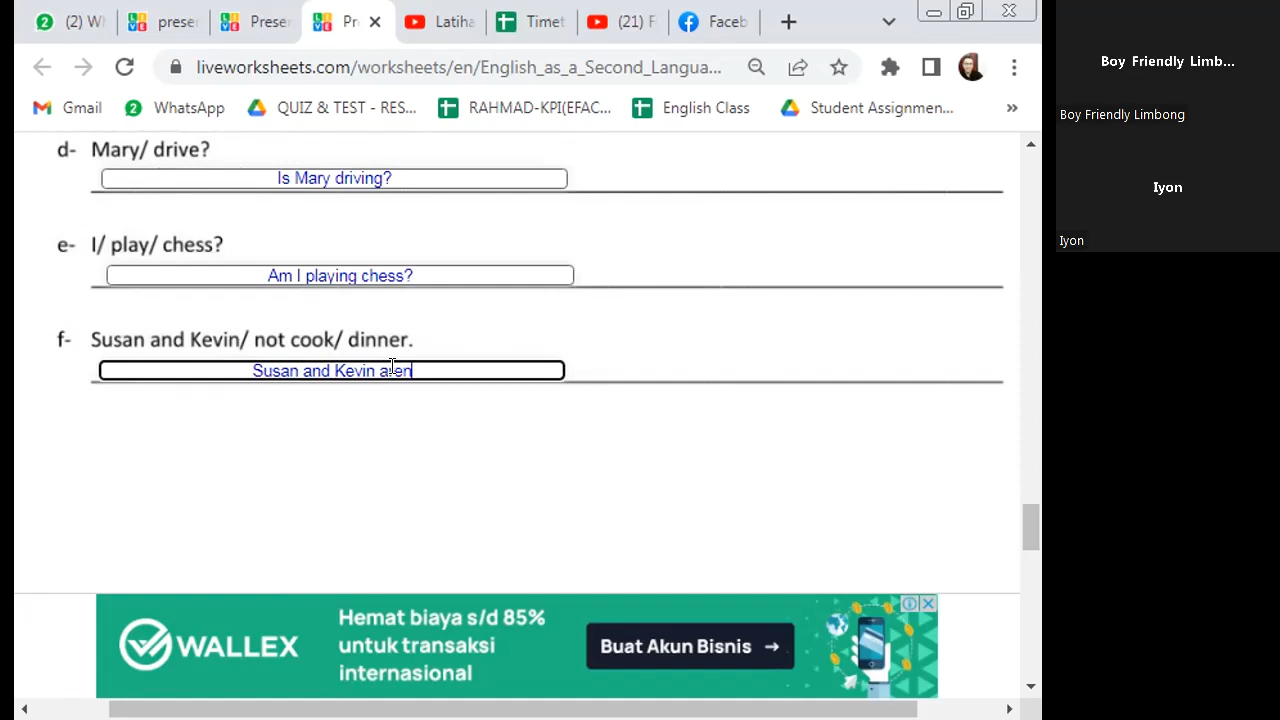 (2) Wh
presen
Presen
Pr
Latiha
Timet
(21) F
Faceb
liveworksheets.com/worksheets/en/English_as_a_Second_Langua...
Gmail
WhatsApp
QUIZ & TEST - RES...
RAHMAD-KPI(EFAC...
English Class
Student Assignmen...
»
d- Mary/ drive?
Is Mary driving?
e- I/ play/ chess?
Am I playing chess?
f- Susan and Kevin/ not cook/ dinner.
Susan and Kevin aren
WALLEX
Hemat biaya s/d 85%
untuk transaksi
internasional
Buat Akun Bisnis →
Boy Friendly Limb...
Boy Friendly Limbong
Iyon
Iyon